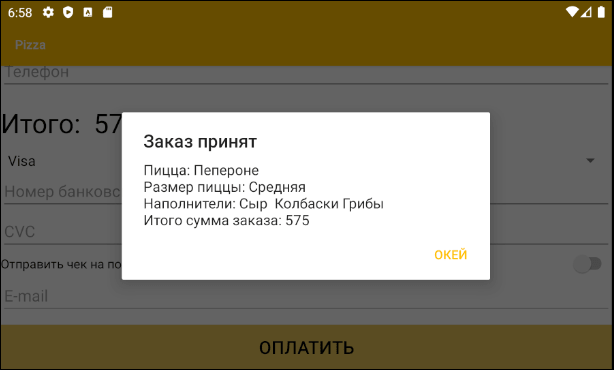 6:58
Pizza
Телефон
Итого: 57
Visa
Заказ принят
Пицца: Пепероне
Размер пиццы: Средняя
Наполнители: Сыр Колбаски Грибы
Итого сумма заказа: 575
ОКЕЙ
Номер банковс
CVC
Отправить чек на по
E-mail
ОПЛАТИТЬ